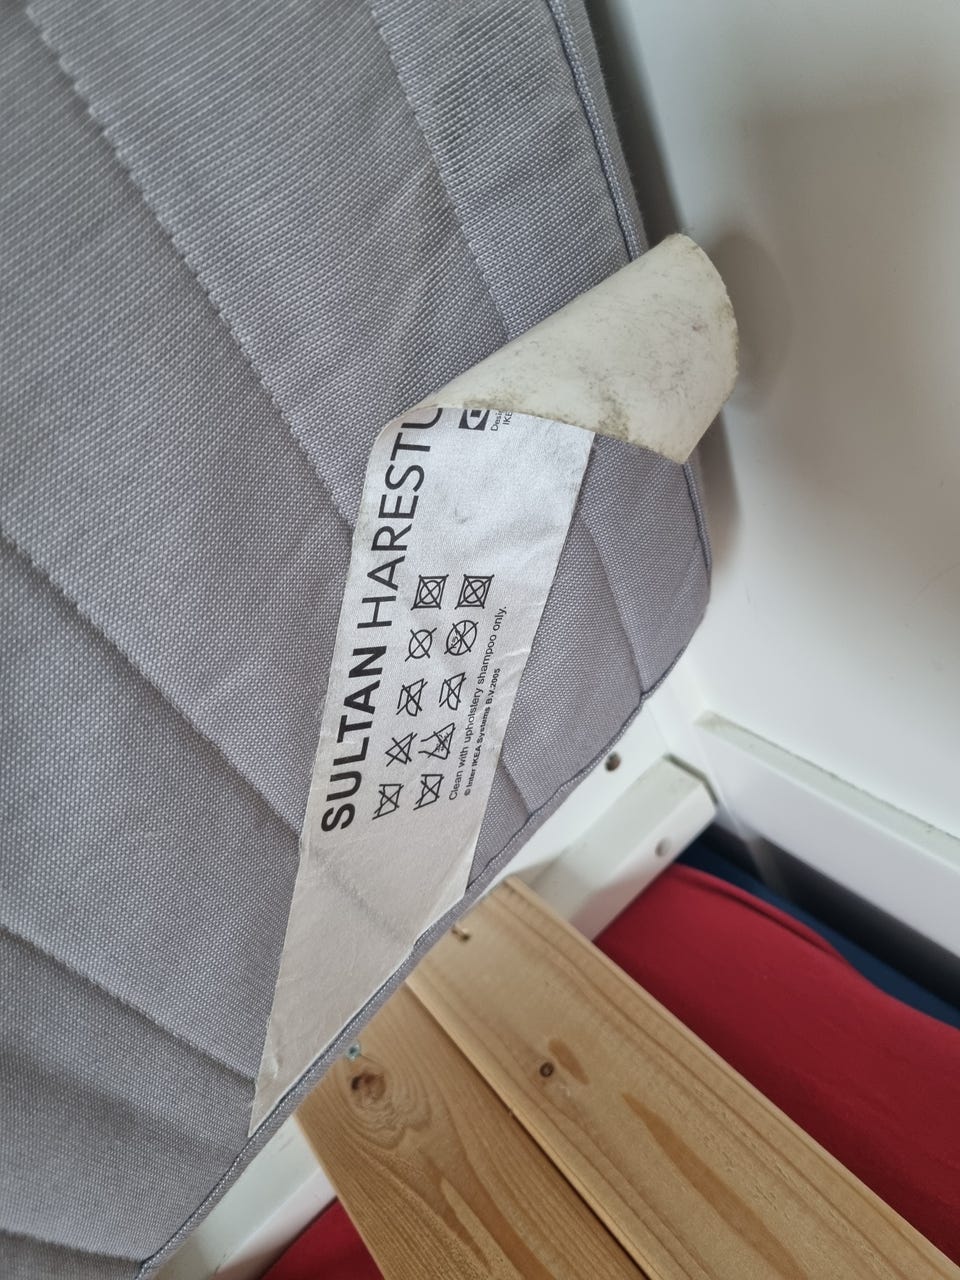 SULTAN HARESTU
Clean with upholstery shampoo only.
© Inter IKEA Systems B.V.2005